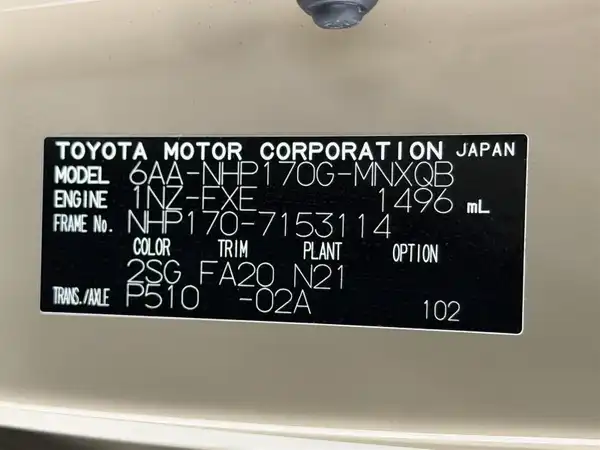 TOYOTA MOTOR CORPORATION JAPAN
MODEL 6AA-NHP170G-MNXQB
ENGINE 1NZ-FXE 1496 mL
FRAME No. NHP170-7153114
COLOR TRIM PLANT OPTION
2SG FA20 N21
TRANS./AXLE P510 -02A 102